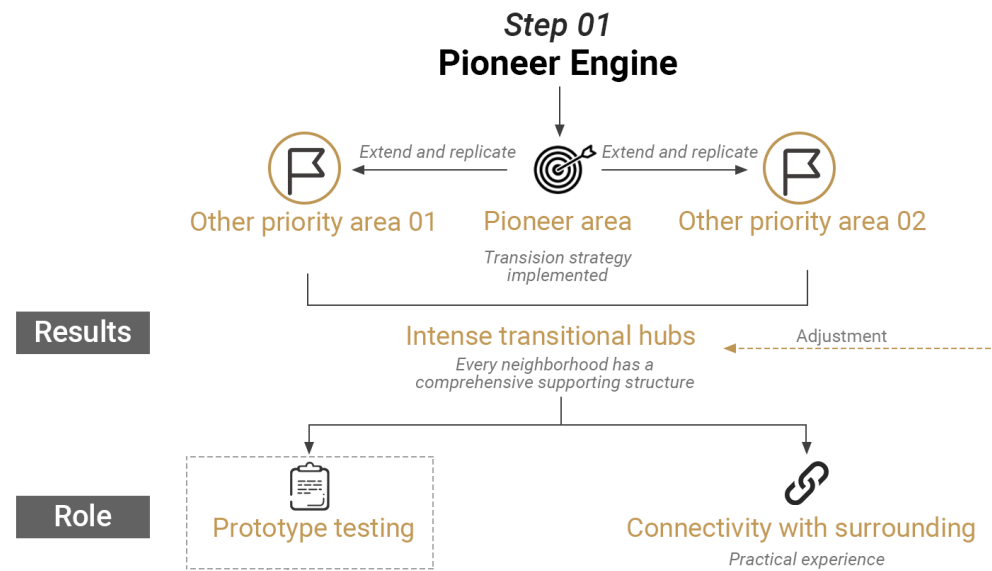 Step 01
Pioneer Engine
Extend and replicate
Extend and replicate
Other priority area 01
Pioneer area
Other priority area 02
Transision strategy
implemented
Results
Intense transitional hubs
Adjustment
Every neighborhood has a
comprehensive supporting structure
Role
Prototype testing
Connectivity with surrounding
Practical experience